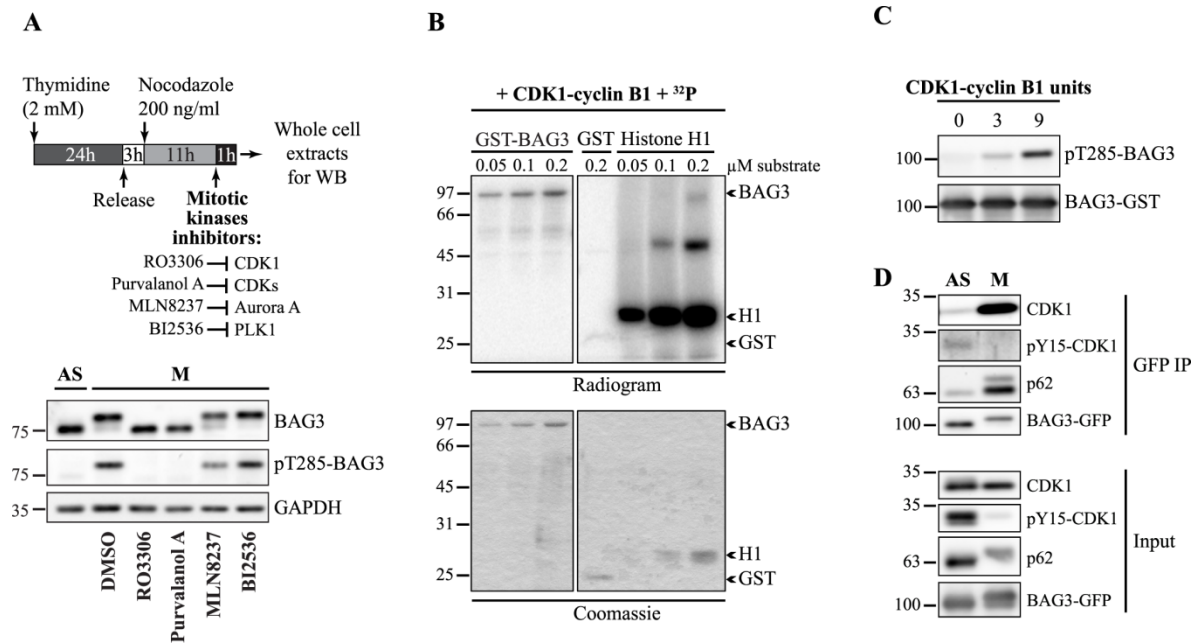 A
Thymidine
(2 mM)
Nocodazole
200 ng/ml
24h
3h
11h
1h
Whole cell
extracts
for WB
Release
Mitotic
kinases
inhibitors:
RO3306 CDK1
Purvalanol A CDKs
MLN8237 Aurora A
BI2536 PLK1
AS M
75 BAG3
75 pT285-BAG3
35 GAPDH
DMSO
RO3306
Purvalanol A
MLN8237
BI2536
B
+ CDK1-cyclin B1 + ³²P
GST-BAG3 GST Histone H1
0.05 0.1 0.2 0.2 0.05 0.1 0.2 µM substrate
97 BAG3
66
45
31
H1
25 GST
Radiogram
97 BAG3
66
45
31
H1
25 GST
Coomassie
C
CDK1-cyclin B1 units
0 3 9
100 pT285-BAG3
100 BAG3-GST
D
AS M
35 CDK1
35 pY15-CDK1
63 p62
100 BAG3-GFP
GFP IP
35 CDK1
35 pY15-CDK1
63 p62
100 BAG3-GFP
Input